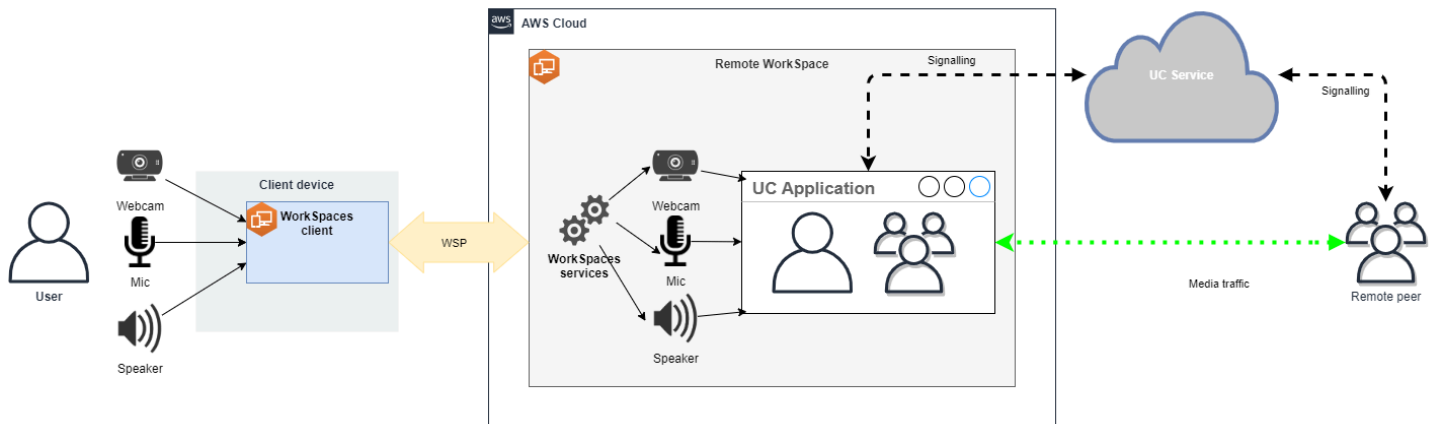 aws
AWS Cloud
Remote WorkSpace
Signalling
UC Service
Signalling
Client device
WorkSpaces
client
Webcam
Mic
Speaker
User
WSP
WorkSpaces
services
Webcam
Mic
Speaker
UC Application
Media traffic
Remote peer